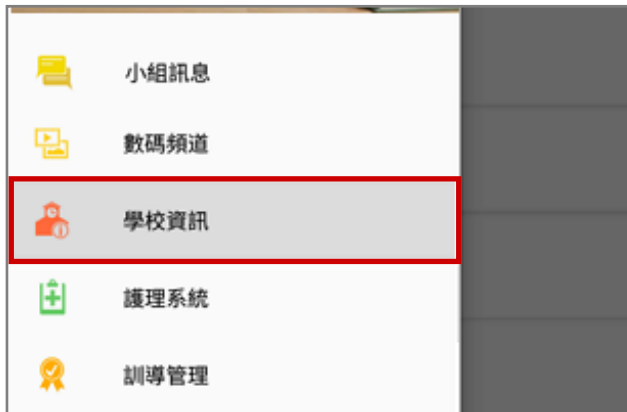 小組訊息
數碼頻道
學校資訊
護理系統
訓導管理